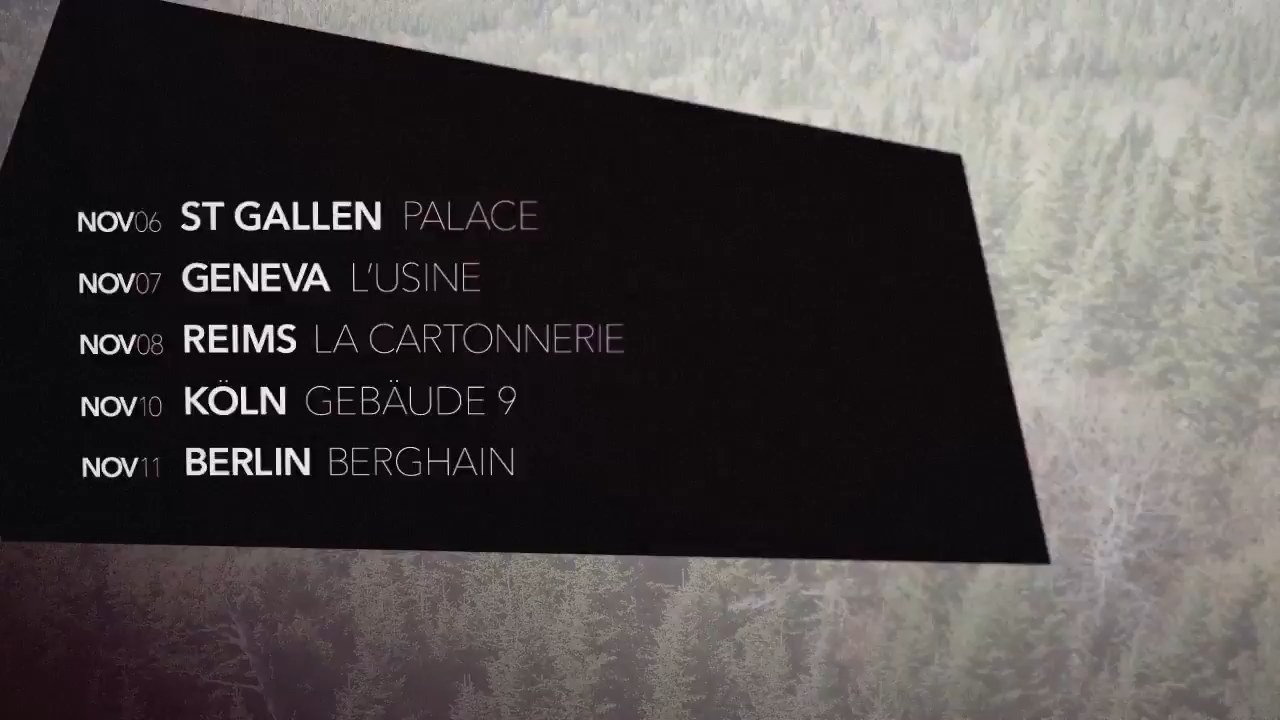 NOV06 ST GALLEN PALACE
NOV07 GENEVA L'USINE
NOV08 REIMS LA CARTONNERIE
NOV10 KÖLN GEBÄUDE 9
NOV11 BERLIN BERGHAIN